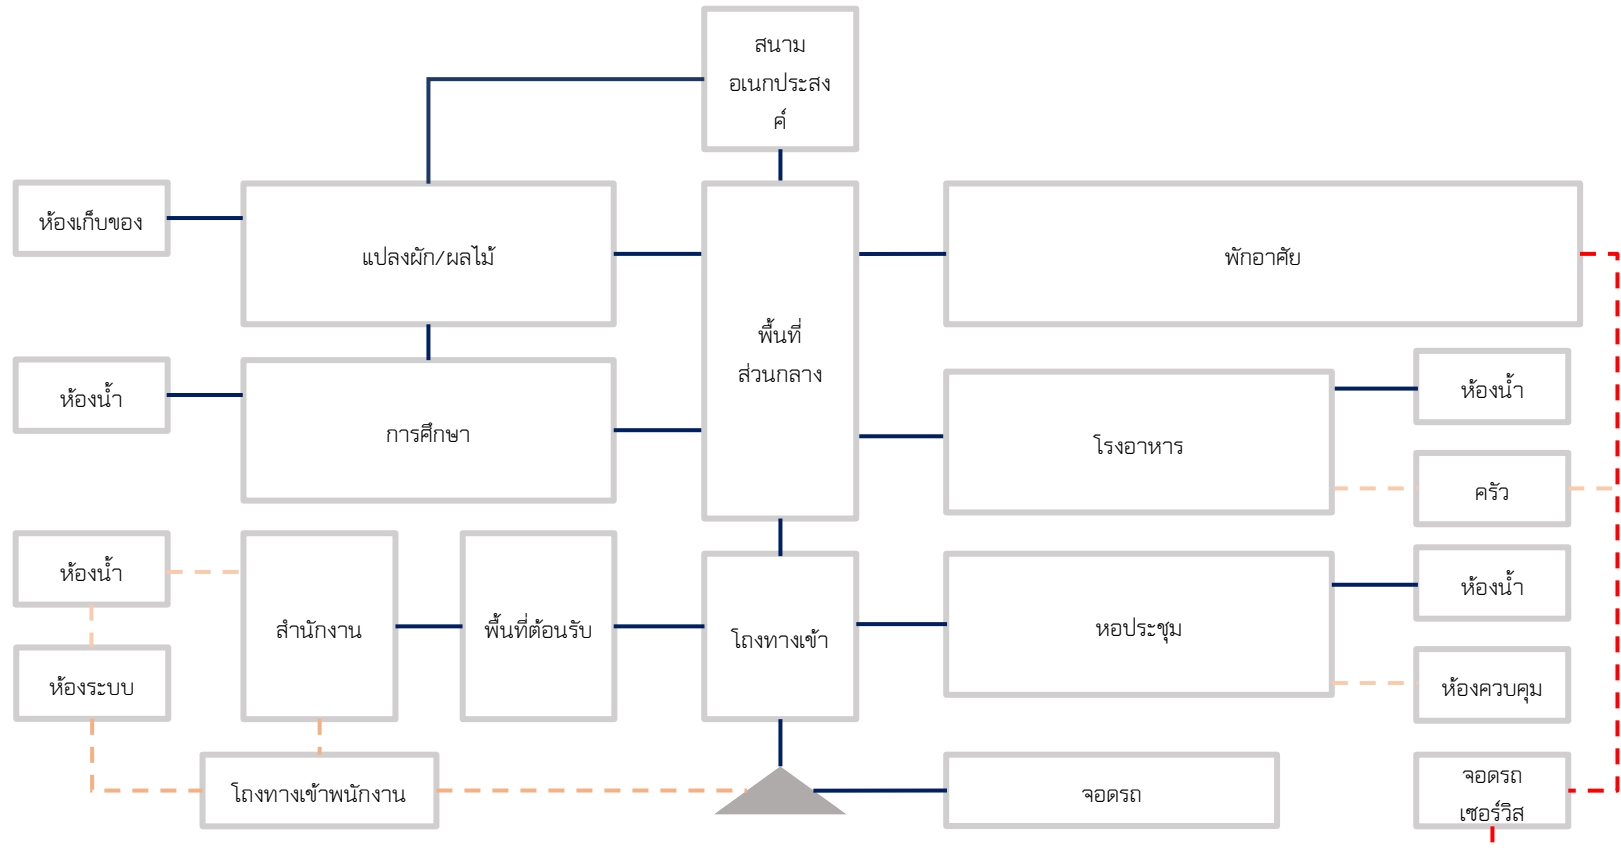 สนาม
อเนกประสง
ค์
ห้องเก็บของ
แปลงผัก/ผลไม้
พักอาศัย
พื้นที่
ส่วนกลาง
ห้องน้ำ
การศึกษา
โรงอาหาร
ห้องน้ำ
ครัว
ห้องน้ำ
สำนักงาน
พื้นที่ต้อนรับ
โถงทางเข้า
หอประชุม
ห้องน้ำ
ห้องระบบ
ห้องควบคุม
โถงทางเข้าพนักงาน
จอดรถ
จอดรถ
เซอร์วิส